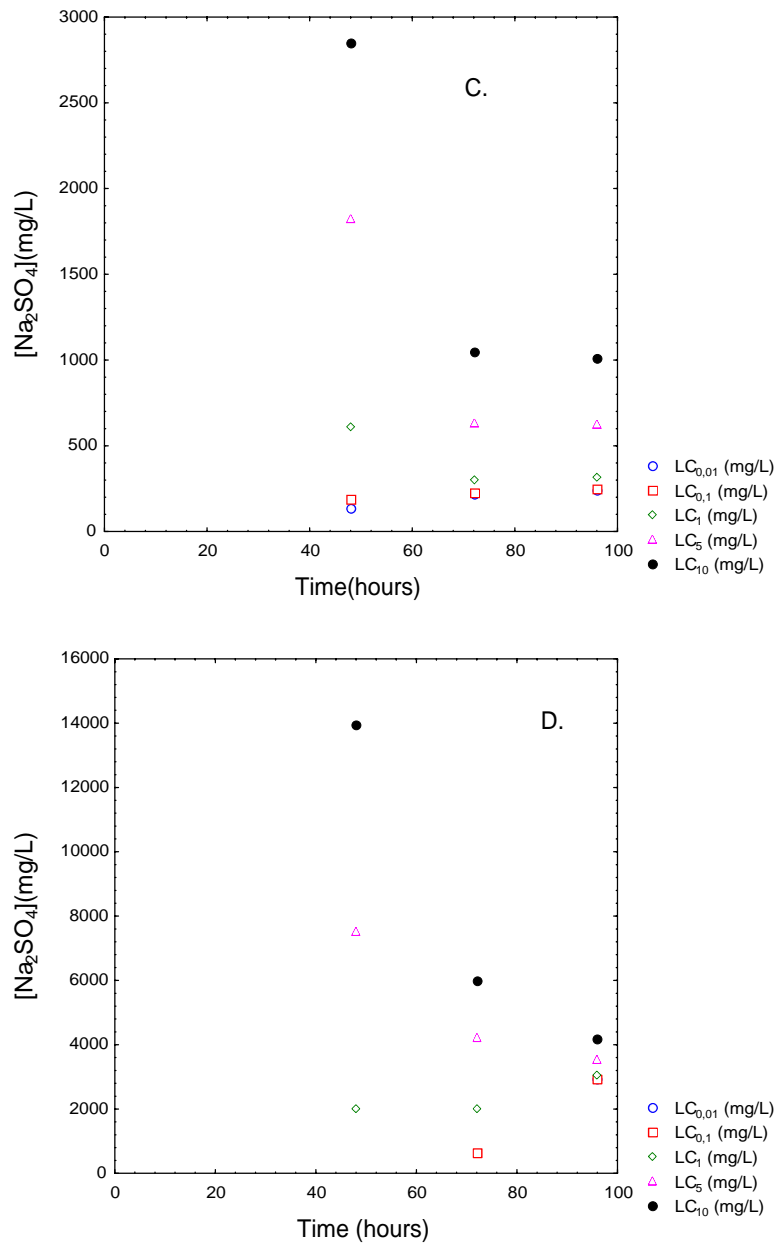 3000
2500
2000
1500
1000
500
0
[Na₂SO₄](mg/L)
C.
0 20 40 60 80 100
Time(hours)
LC₀,₀₁ (mg/L)
LC₀,₁ (mg/L)
LC₁ (mg/L)
LC₅ (mg/L)
LC₁₀ (mg/L)
16000
14000
12000
10000
8000
6000
4000
2000
0
[Na₂SO₄](mg/L)
D.
0 20 40 60 80 100
Time (hours)
LC₀,₀₁ (mg/L)
LC₀,₁ (mg/L)
LC₁ (mg/L)
LC₅ (mg/L)
LC₁₀ (mg/L)